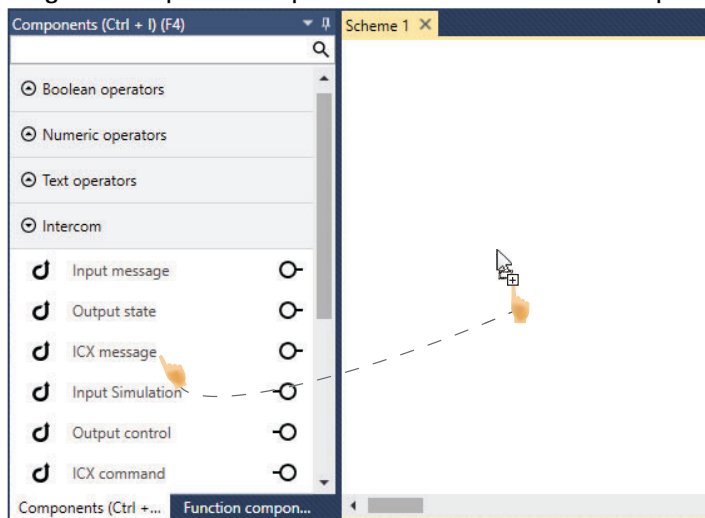 Components (Ctrl + I) (F4)
Scheme 1
Boolean operators
Numeric operators
Text operators
Intercom
Input message
Output state
ICX message
Input Simulation
Output control
ICX command
Components (Ctrl +...
Function compon...